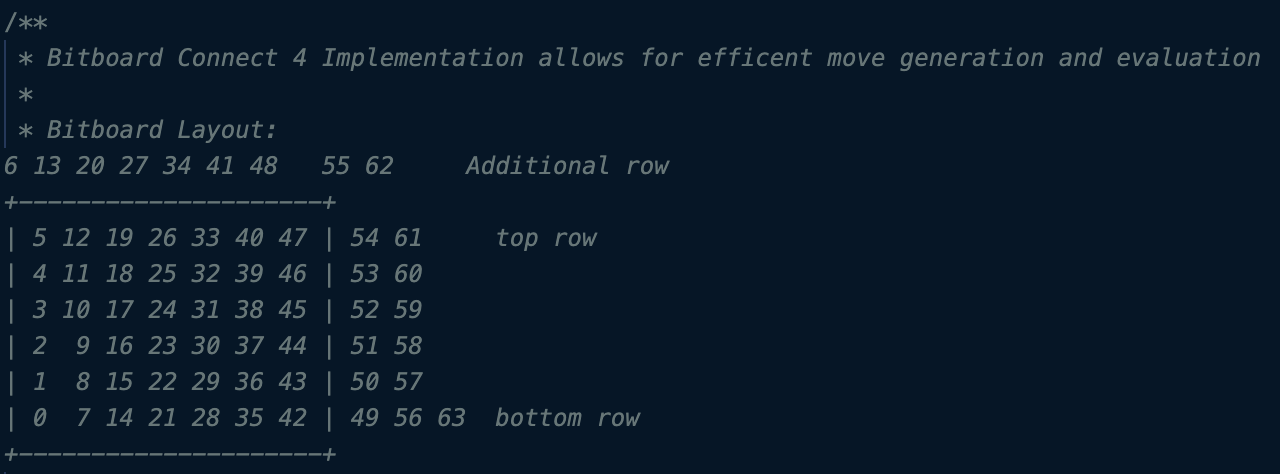 /**
 * Bitboard Connect 4 Implementation allows for efficent move generation and evaluation
 *
 * Bitboard Layout:
6 13 20 27 34 41 48   55 62     Additional row
+---------------------+
| 5 12 19 26 33 40 47 | 54 61     top row
| 4 11 18 25 32 39 46 | 53 60
| 3 10 17 24 31 38 45 | 52 59
| 2  9 16 23 30 37 44 | 51 58
| 1  8 15 22 29 36 43 | 50 57
| 0  7 14 21 28 35 42 | 49 56 63  bottom row
+---------------------+